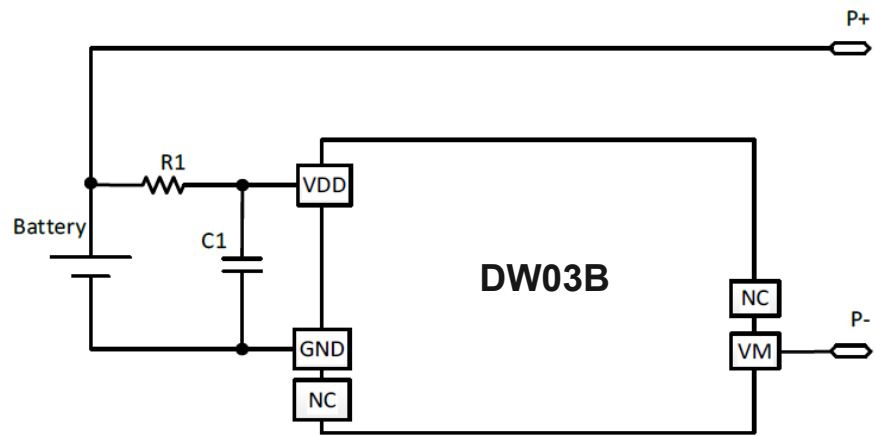 P+
R1
VDD
Battery
C1
DW03B
NC
P-
GND
VM
NC